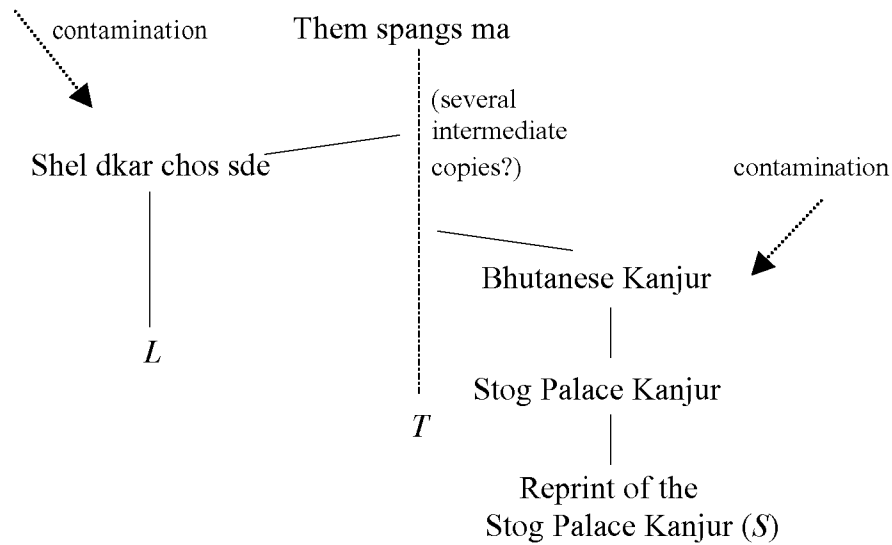 contamination
Them spangs ma
(several
intermediate
copies?)
Shel dkar chos sde
contamination
Bhutanese Kanjur
L
Stog Palace Kanjur
T
Reprint of the
Stog Palace Kanjur (S)